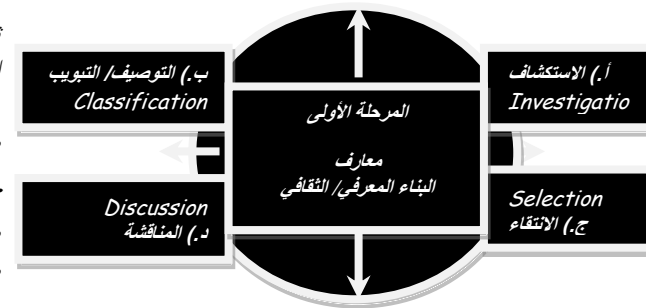 أ.) الاستكشاف
Investigatio
ب.) التوصيف/ التبويب
Classification
المرحلة الأولى
معارف
البناء المعرفي/ الثقافي
Selection
ج.) الانتقاء
Discussion
د.) المناقشة